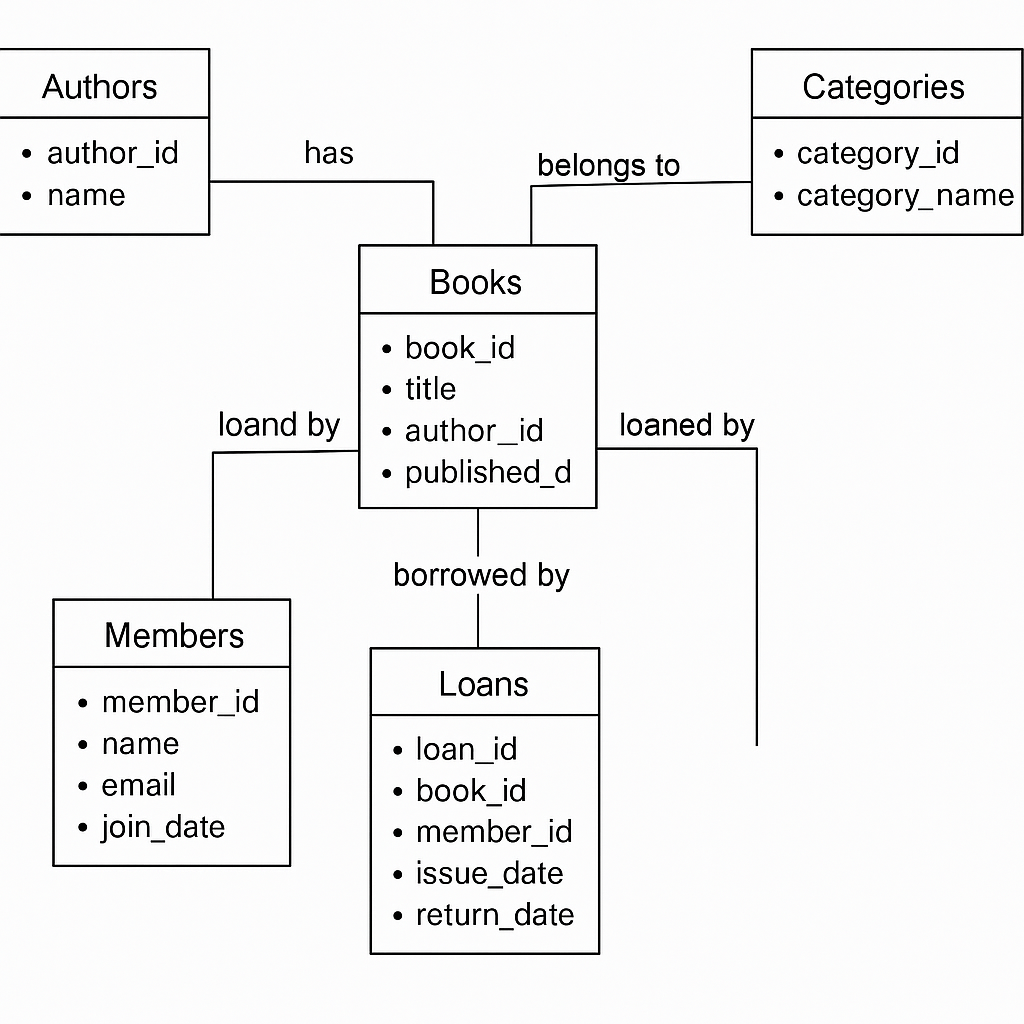 Authors
• author_id
• name
has
belongs to
Categories
• category_id
• category_name
Books
• book_id
• title
• author_id
• published_d
loand by
loaned by
borrowed by
Members
• member_id
• name
• email
• join_date
Loans
• loan_id
• book_id
• member_id
• issue_date
• return_date